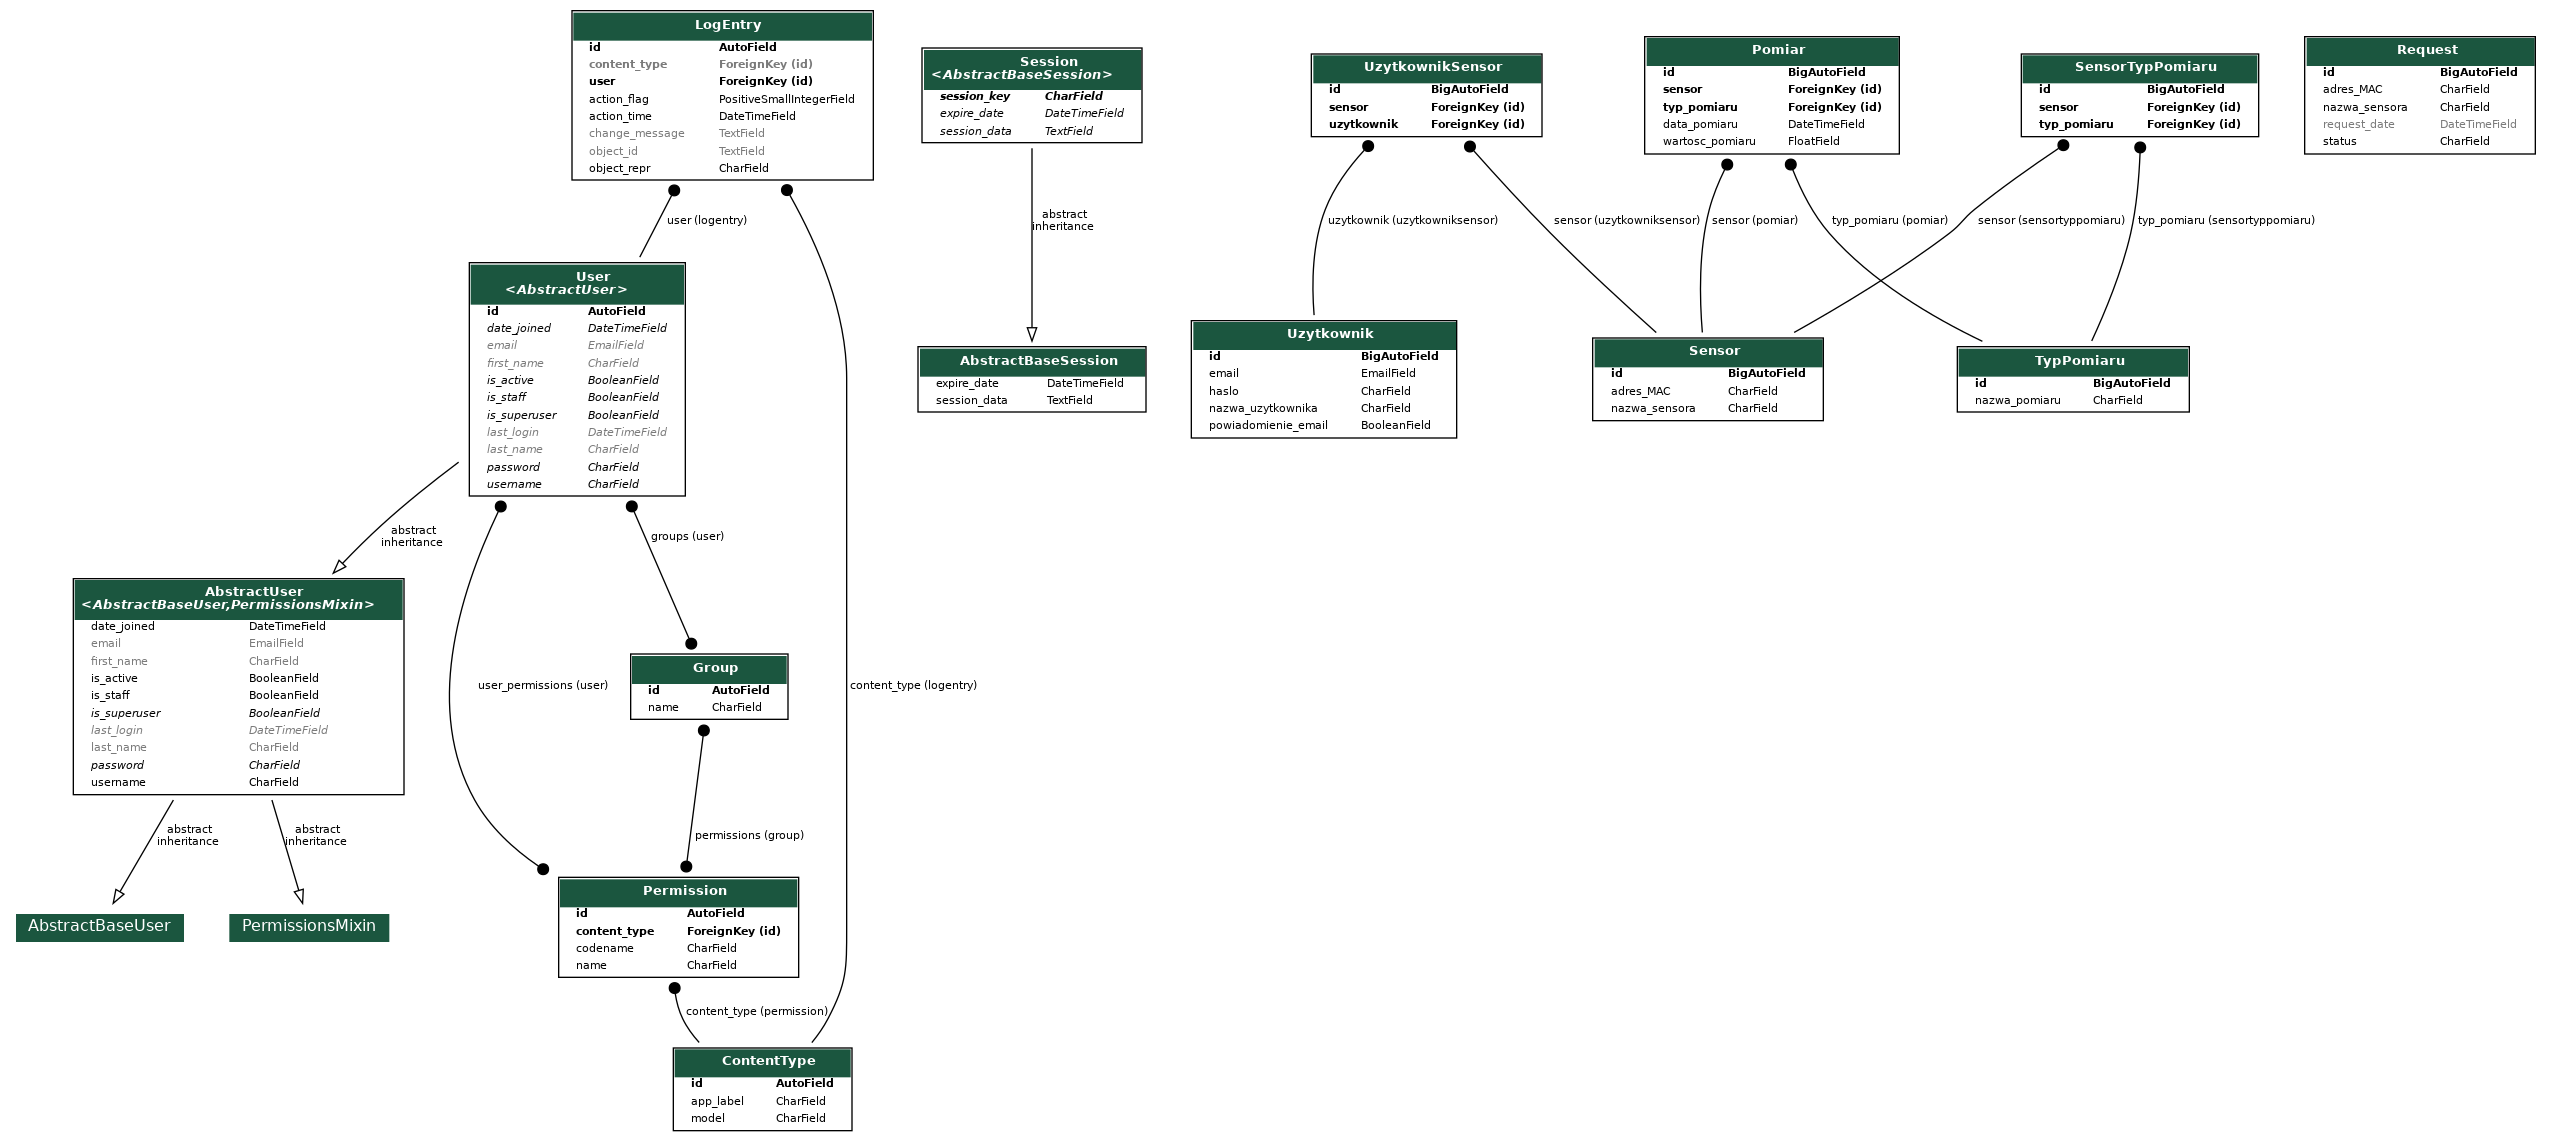 LogEntry
id AutoField
content_type ForeignKey (id)
user ForeignKey (id)
action_flag PositiveSmallIntegerField
action_time DateTimeField
change_message TextField
object_id TextField
object_repr CharField
Session
<AbstractBaseSession>
session_key CharField
expire_date DateTimeField
session_data TextField
UzytkownikSensor
id BigAutoField
sensor ForeignKey (id)
uzytkownik ForeignKey (id)
Pomiar
id BigAutoField
sensor ForeignKey (id)
typ_pomiaru ForeignKey (id)
data_pomiaru DateTimeField
wartosc_pomiaru FloatField
SensorTypPomiaru
id BigAutoField
sensor ForeignKey (id)
typ_pomiaru ForeignKey (id)
Request
id BigAutoField
adres_MAC CharField
nazwa_sensora CharField
request_date DateTimeField
status CharField
user (logentry)
abstract
inheritance
uzytkownik (uzytkowniksensor)
sensor (uzytkowniksensor)
sensor (pomiar)
typ_pomiaru (pomiar)
sensor (sensortyppomiaru)
typ_pomiaru (sensortyppomiaru)
User
<AbstractUser>
id AutoField
date_joined DateTimeField
email EmailField
first_name CharField
is_active BooleanField
is_staff BooleanField
is_superuser BooleanField
last_login DateTimeField
last_name CharField
password CharField
username CharField
AbstractBaseSession
expire_date DateTimeField
session_data TextField
Uzytkownik
id BigAutoField
email EmailField
haslo CharField
nazwa_uzytkownika CharField
powiadomienie_email BooleanField
Sensor
id BigAutoField
adres_MAC CharField
nazwa_sensora CharField
TypPomiaru
id BigAutoField
nazwa_pomiaru CharField
abstract
inheritance
groups (user)
AbstractUser
<AbstractBaseUser,PermissionsMixin>
date_joined DateTimeField
email EmailField
first_name CharField
is_active BooleanField
is_staff BooleanField
is_superuser BooleanField
last_login DateTimeField
last_name CharField
password CharField
username CharField
user_permissions (user)
Group
id AutoField
name CharField
content_type (logentry)
abstract
inheritance
abstract
inheritance
permissions (group)
AbstractBaseUser
PermissionsMixin
Permission
id AutoField
content_type ForeignKey (id)
codename CharField
name CharField
content_type (permission)
ContentType
id AutoField
app_label CharField
model CharField